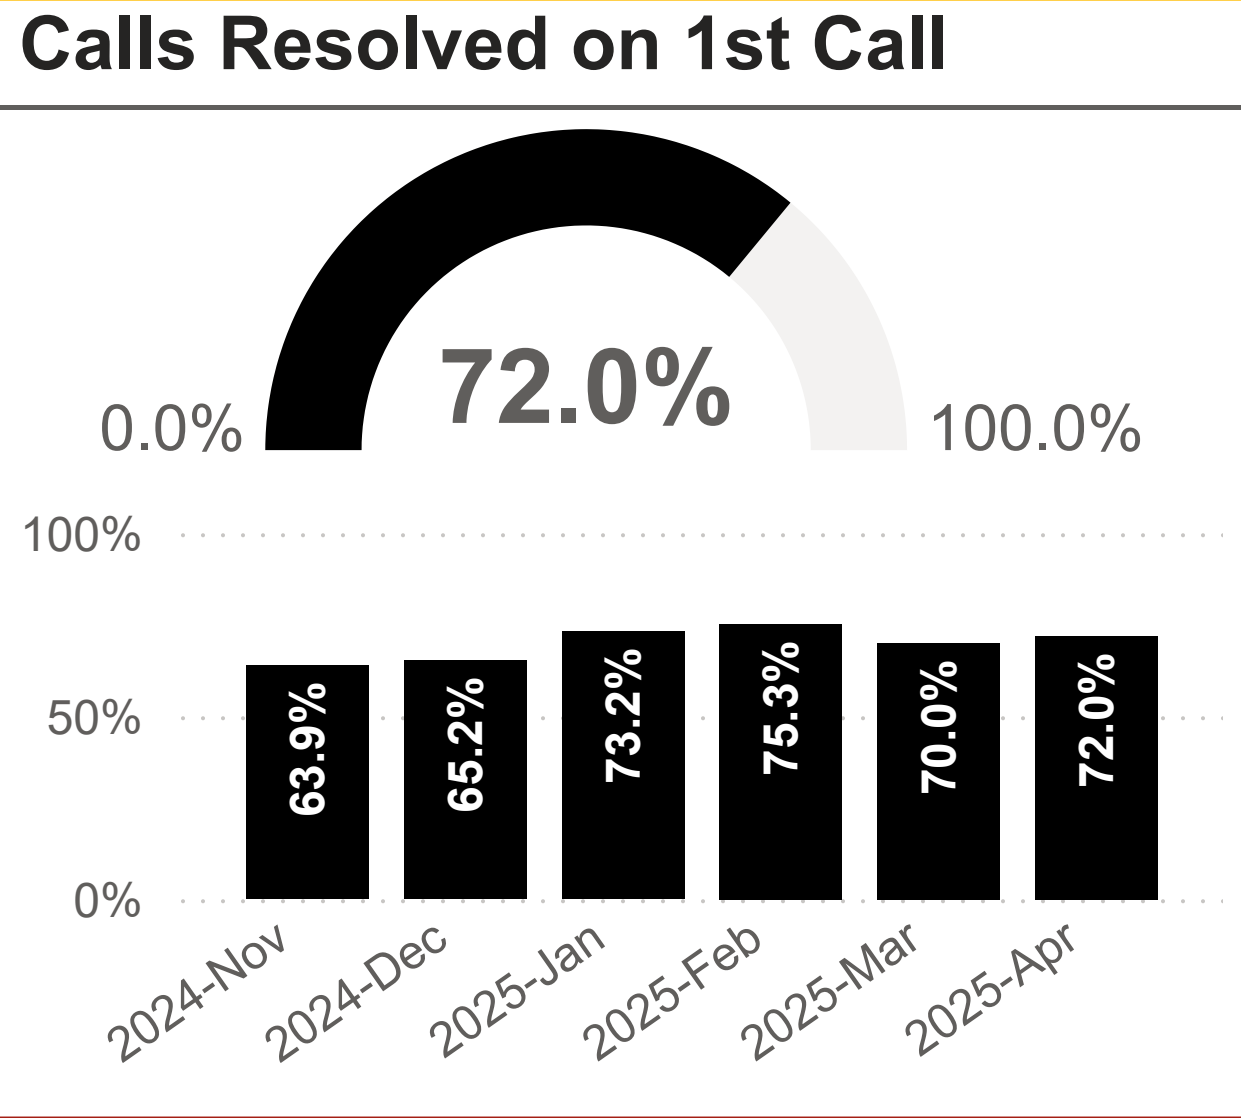 Calls Resolved on 1st Call
72.0%
0.0%
100.0%
100%
50%
0%
63.9%
65.2%
73.2%
75.3%
70.0%
72.0%
2024-Nov
2024-Dec
2025-Jan
2025-Feb
2025-Mar
2025-Apr